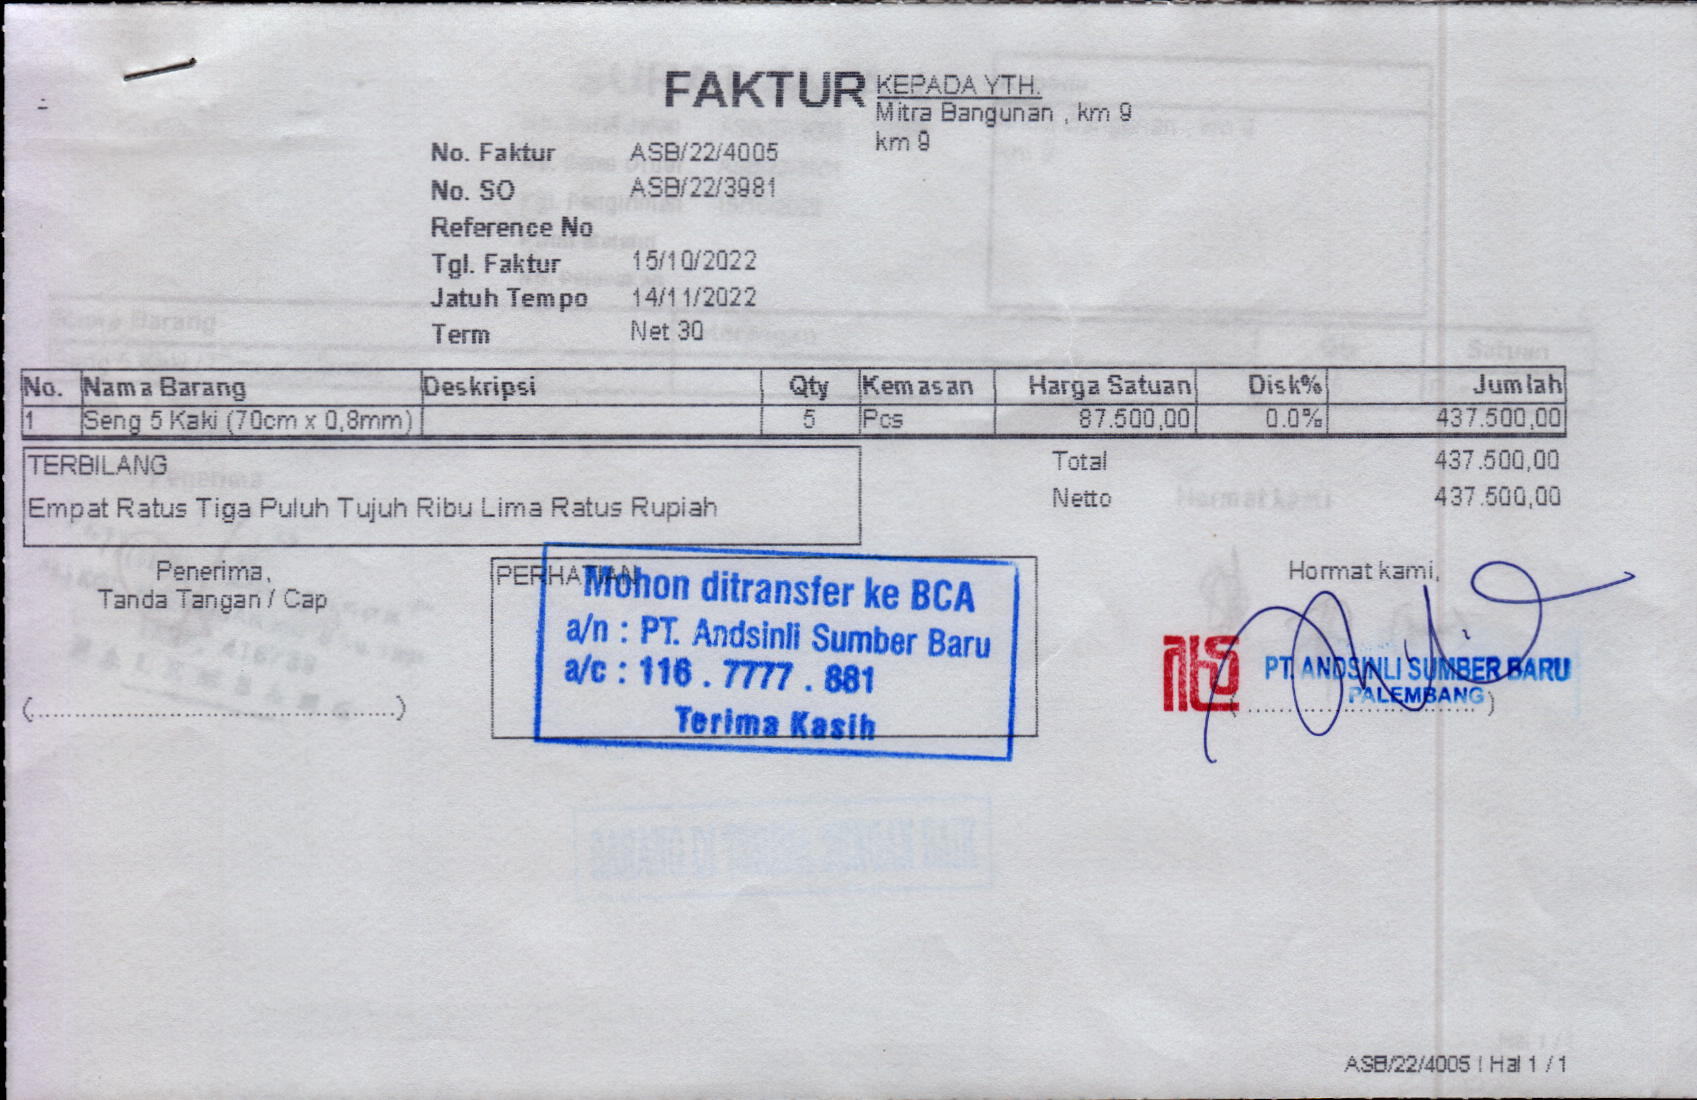 FAKTUR
KEPADA YTH.
Mitra Bangunan , km 9
km 9
No. Faktur ASB/22/4005
No. SO ASB/22/3981
Reference No
Tgl. Faktur 15/10/2022
Jatuh Tempo 14/11/2022
Term Net 30
No. Nama Barang Deskripsi Qty Kemasan Harga Satuan Disk% Jumlah
1 Seng 5 Kaki (70cm x 0,8mm) 5 Pcs 87.500,00 0.0% 437.500,00
TERBILANG
Empat Ratus Tiga Puluh Tujuh Ribu Lima Ratus Rupiah
Total 437.500,00
Netto 437.500,00
Penerima,
Tanda Tangan / Cap
(............................................................)
PERHATIAN
Mohon ditransfer ke BCA
a/n : PT. Andsinli Sumber Baru
a/c : 116 . 7777 . 881
Terima Kasih
Hormat kami,
PT. ANDSINLI SUMBER BARU
PALEMBANG
(......................................)
ASB/22/4005 | Hal 1 / 1